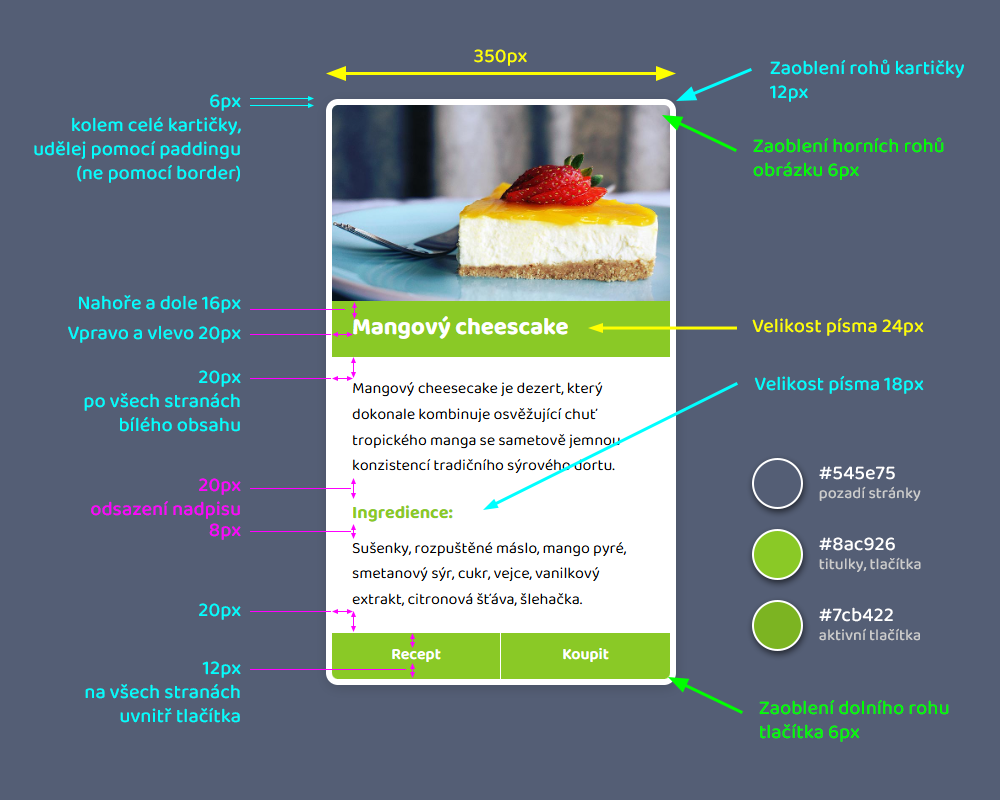 350px
Zaoblení rohů kartičky
12px
6px
kolem celé kartičky,
udělej pomocí paddingu
(ne pomocí border)
Zaoblení horních rohů
obrázku 6px
Nahoře a dole 16px
Vpravo a vlevo 20px
Mangový cheescake
Velikost písma 24px
20px
po všech stranách
bílého obsahu
Mangový cheesecake je dezert, který
dokonale kombinuje osvěžující chuť
tropického manga se sametově jemnou
konzistencí tradičního sýrového dortu.
Velikost písma 18px
20px
odsazení nadpisu
8px
Ingredience:
Sušenky, rozpuštěné máslo, mango pyré,
smetanový sýr, cukr, vejce, vanilkový
extrakt, citronová šťáva, šlehačka.
#545e75
pozadí stránky
#8ac926
titulky, tlačítka
#7cb422
aktivní tlačítka
20px
12px
na všech stranách
uvnitř tlačítka
Recept
Koupit
Zaoblení dolního rohu
tlačítka 6px